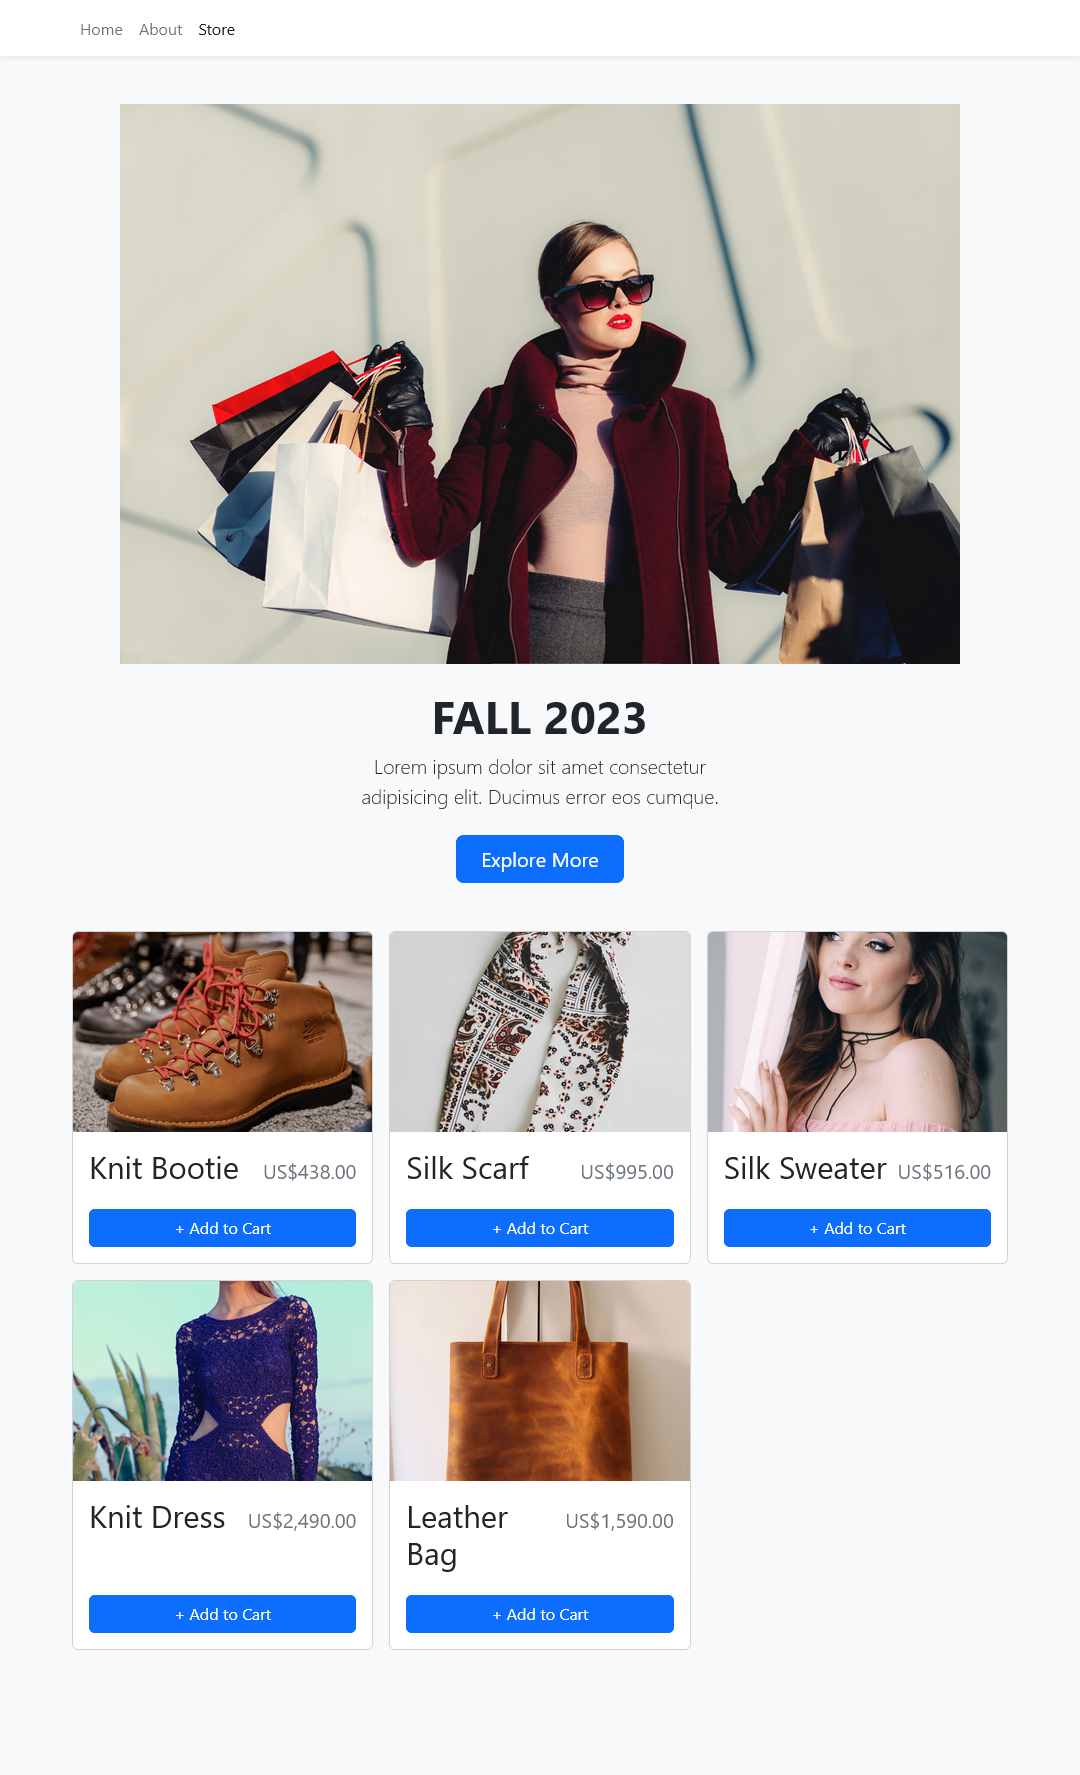 Home About Store
FALL 2023
Lorem ipsum dolor sit amet consectetur
adipisicing elit. Ducimus error eos cumque.
Explore More
Knit Bootie US$438.00
+ Add to Cart
Silk Scarf US$995.00
+ Add to Cart
Silk Sweater US$516.00
+ Add to Cart
Knit Dress US$2,490.00
+ Add to Cart
Leather US$1,590.00
Bag
+ Add to Cart